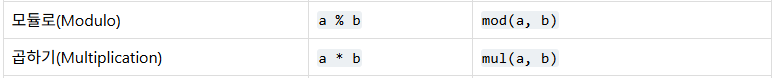 모듈로(Modulo) a % b mod(a, b)
곱하기(Multiplication) a * b mul(a, b)